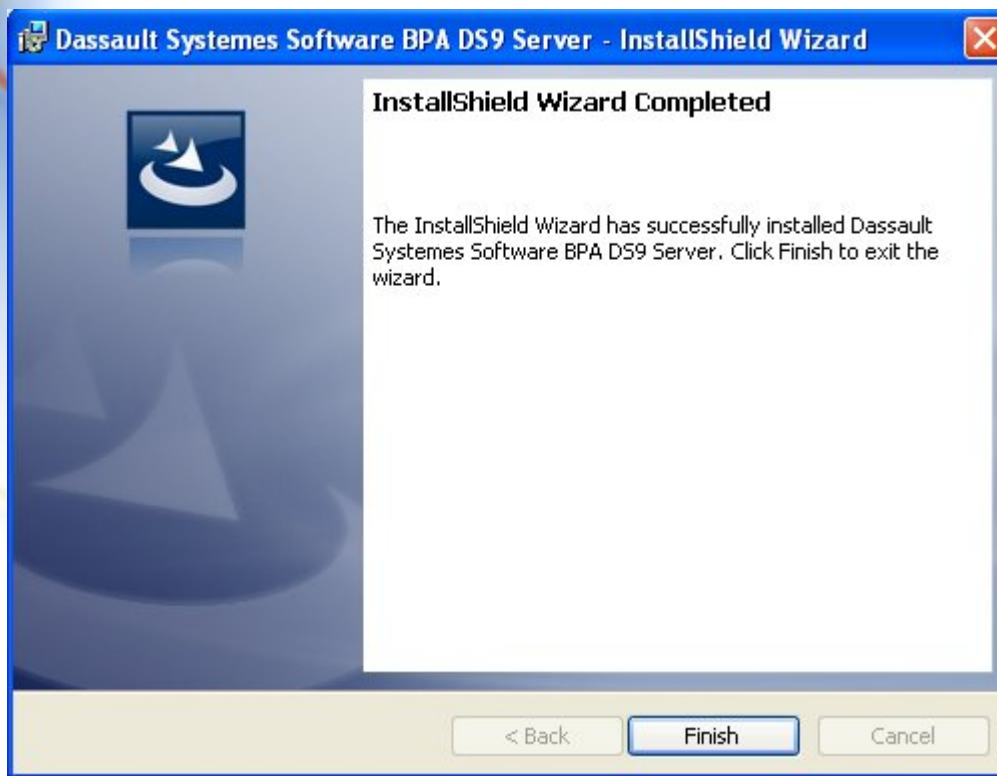 Dassault Systemes Software BPA DS9 Server - InstallShield Wizard
InstallShield Wizard Completed
The InstallShield Wizard has successfully installed Dassault
Systemes Software BPA DS9 Server. Click Finish to exit the
wizard.
< Back
Finish
Cancel